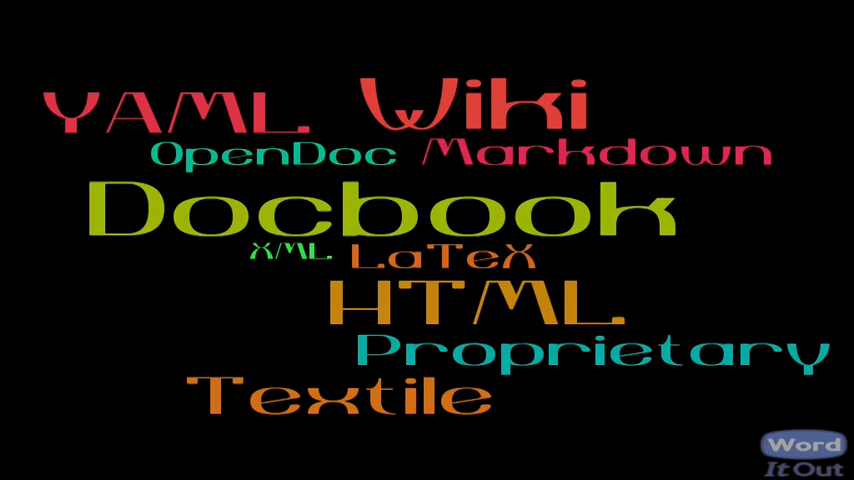 YAML Wiki
OpenDoc Markdown
Docbook
XML LaTeX
HTML
Proprietary
Textile
Word
It Out